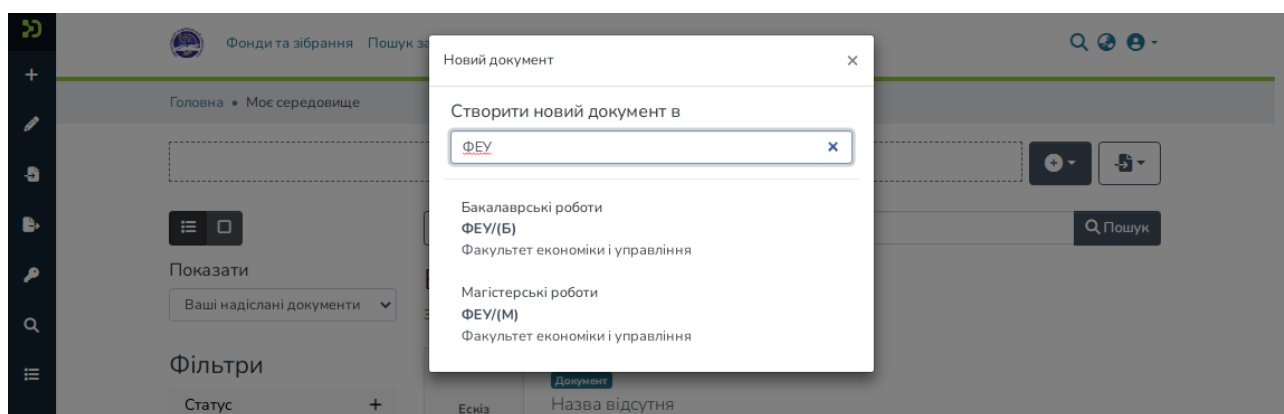 Фонди та зібрання Пошук за
Новий документ
Головна • Моє середовище
Створити новий документ в
ФЕУ
Бакалаврські роботи
ФЕУ/(Б)
Факультет економіки і управління
Пошук
Показати
Ваші надіслані документи
Магістерські роботи
ФЕУ/(М)
Факультет економіки і управління
Фільтри
Статус
Документ
Ескіз
Назва відсутня